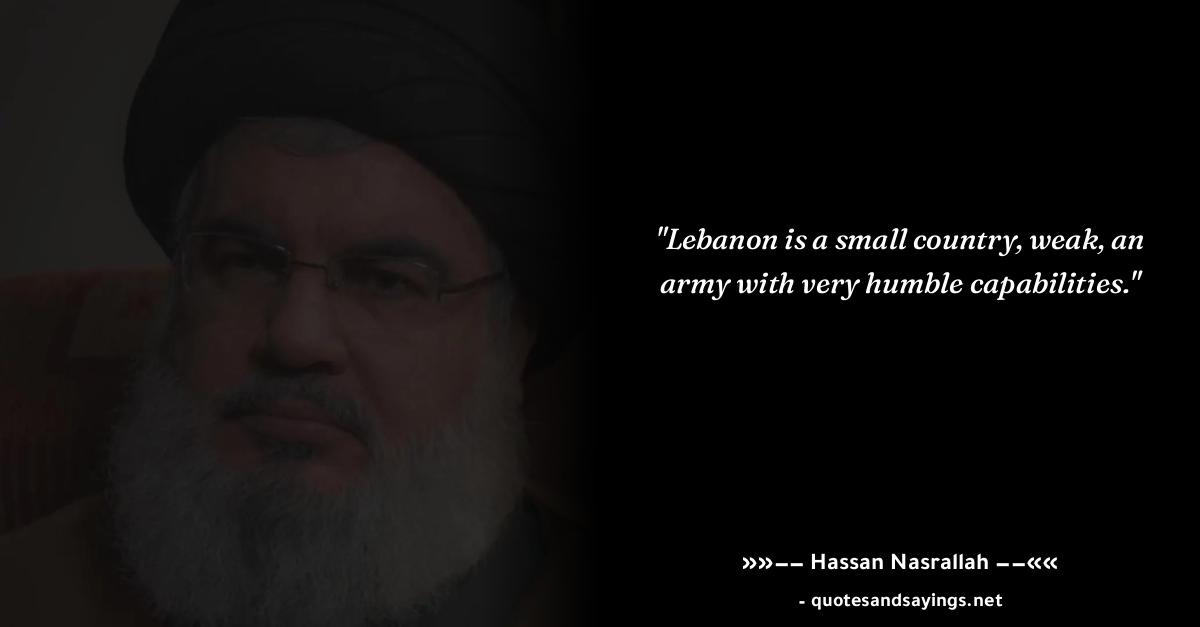 "Lebanon is a small country, weak, an
army with very humble capabilities."
»»−− Hassan Nasrallah −−««
- quotesandsayings.net